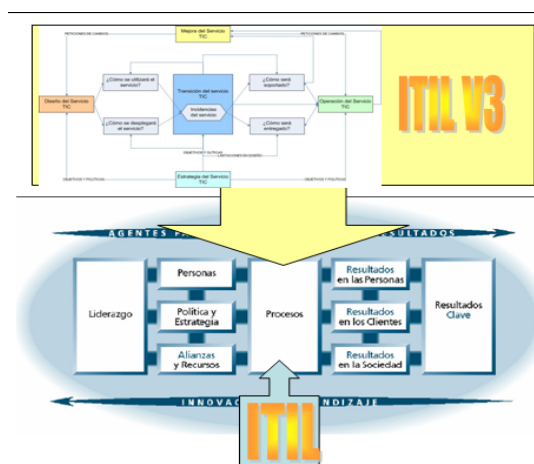 Mejora del Servicio
TIC
PETICIONES DE CAMBIOS
PETICIONES DE CAMBIOS
¿Cómo se utilizará el
servicio?
Transición del servicio
TIC
¿Cómo será
soportado?
Diseño del Servicio
TIC
Incidencias
del servicio
Operación del Servicio
TIC
¿Cómo se desplegará
el servicio?
¿Cómo será
entregado?
OBJETIVOS Y POLÍTICAS
OBJETIVOS Y POLÍTICAS
Estrategia del Servicio
TIC
OBJETIVOS Y POLÍTICAS
ITIL V3
AGENTES
RESULTADOS
Liderazgo
Personas
Política y
Estrategia
Alianzas
y Recursos
Procesos
Resultados
en las Personas
Resultados
en los Clientes
Resultados
en la Sociedad
Resultados
Clave
ITIL